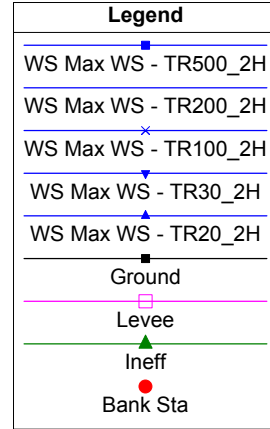 Legend
WS Max WS - TR500_2H
WS Max WS - TR200_2H
WS Max WS - TR100_2H
WS Max WS - TR30_2H
WS Max WS - TR20_2H
Ground
Levee
Ineff
Bank Sta